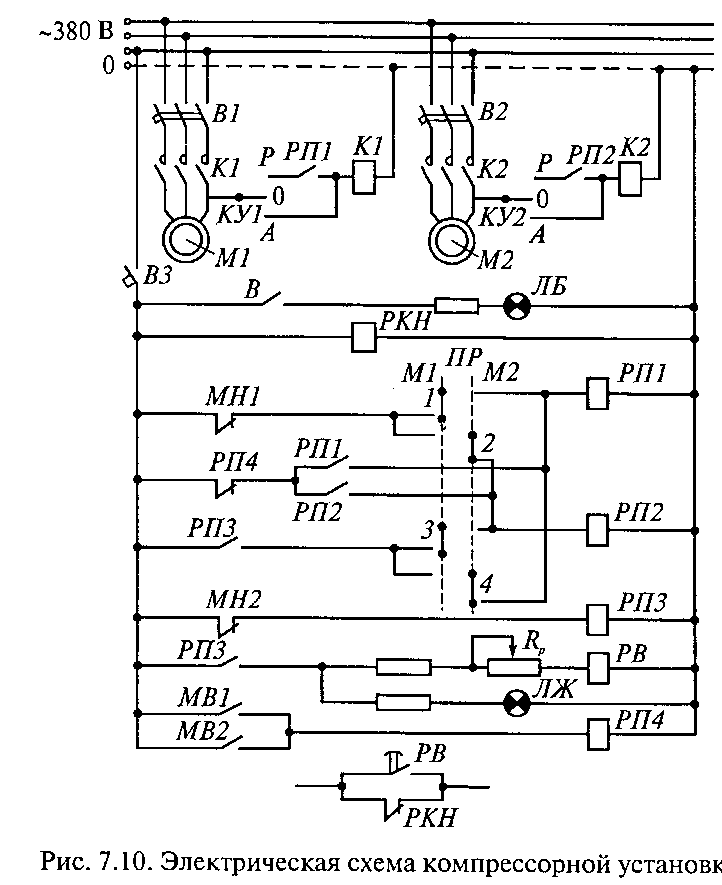 ~380 В
0
В1
К1
Р РП1 К1
0
КУ1
А
М1
В2
К2
Р РП2 К2
0
КУ2
А
М2
В3
В
ЛБ
РКН
М1 ПР М2
РП1
МН1
1
2
РП4
РП1
РП2
РП2
РП3
3
4
МН2
РП3
РП3
Rр
РВ
ЛЖ
МВ1
МВ2
РП4
РВ
РКН
Рис. 7.10. Электрическая схема компрессорной установк